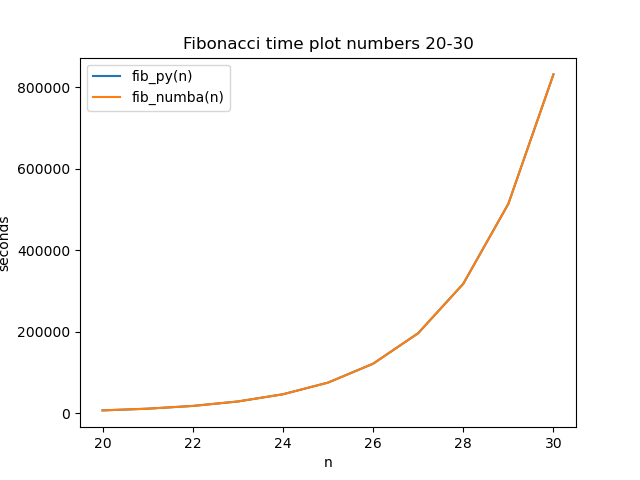 Fibonacci time plot numbers 20-30
fib_py(n)
fib_numba(n)
800000
600000
400000
200000
0
seconds
20 22 24 26 28 30
n